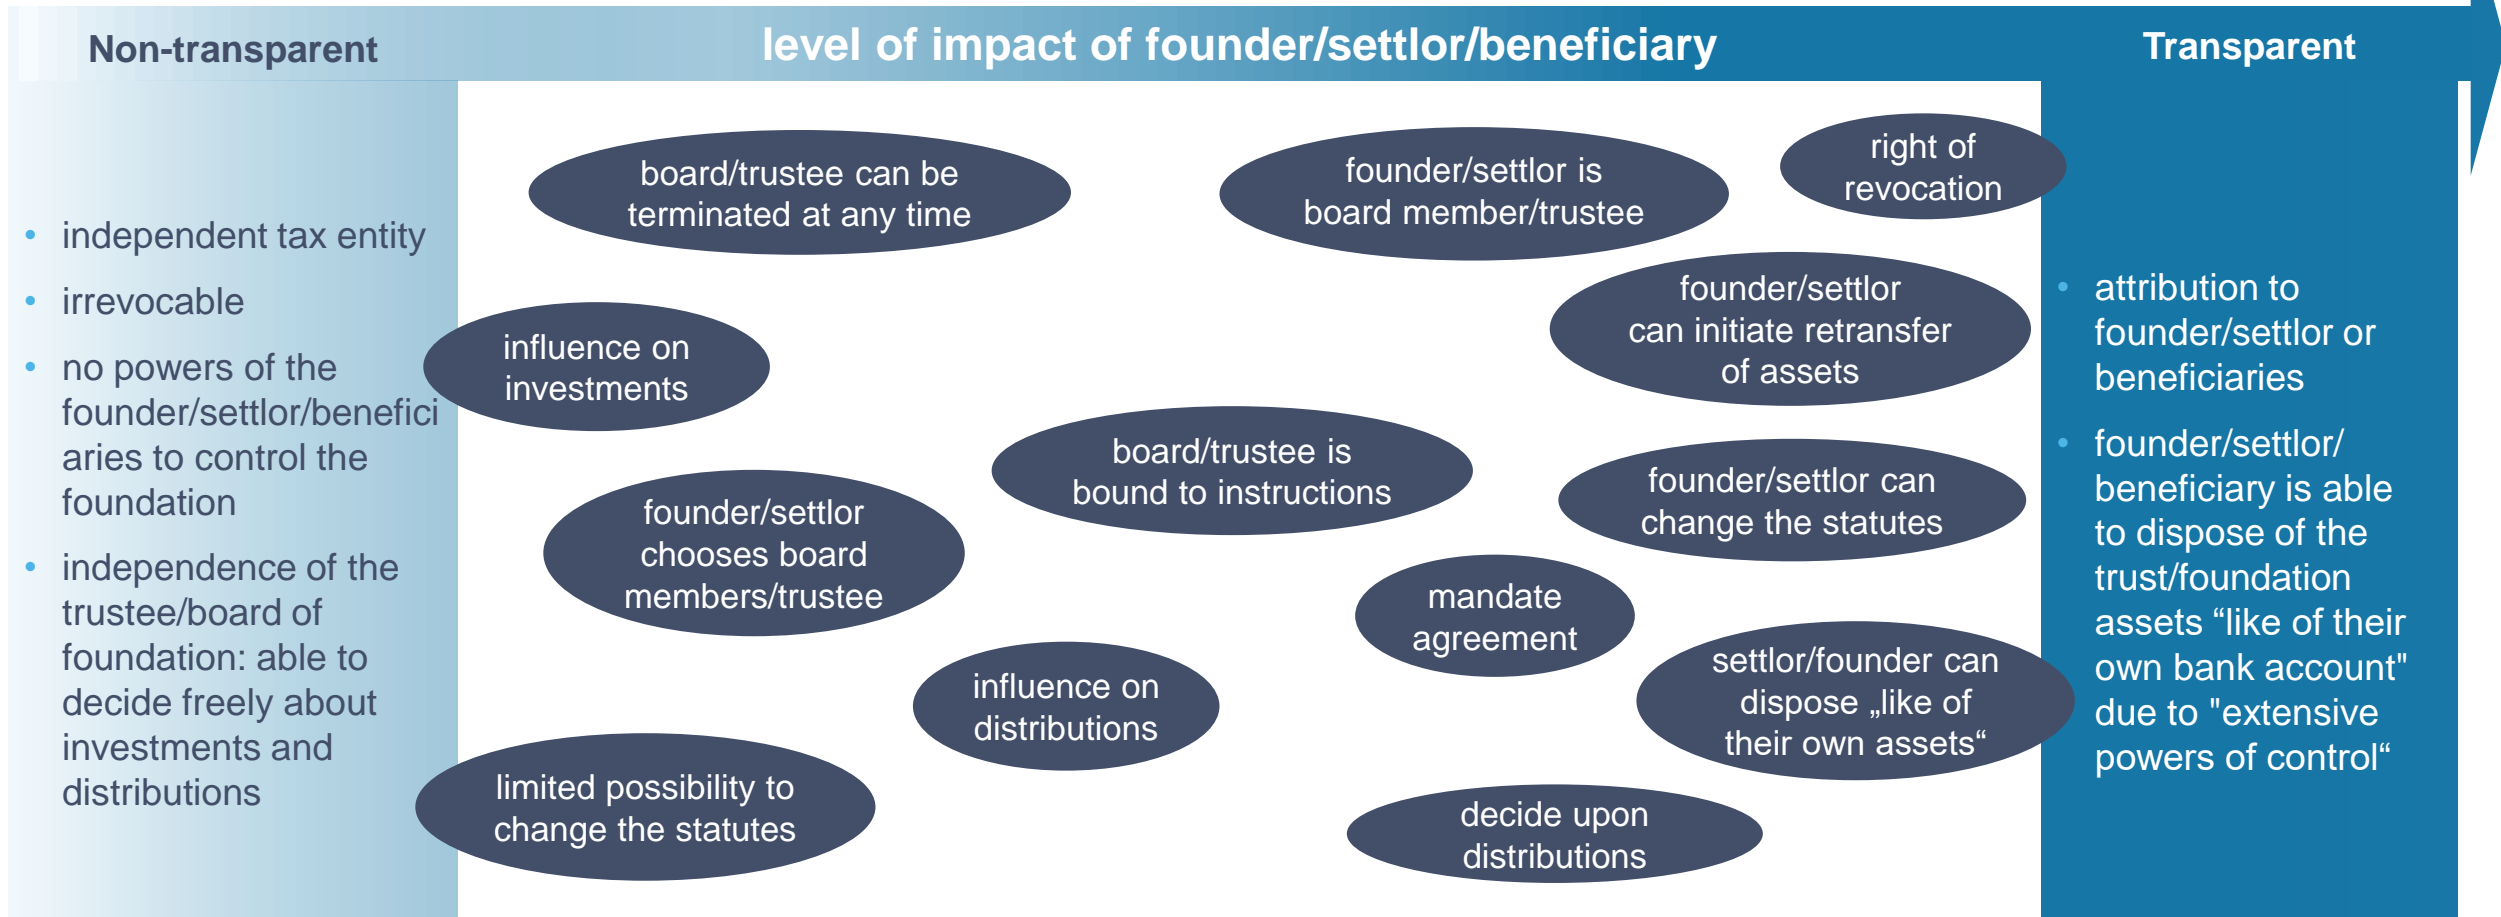 Non-transparent
level of impact of founder/settlor/beneficiary
Transparent
• independent tax entity
• irrevocable
• no powers of the
founder/settlor/benefici
aries to control the
foundation
• independence of the
trustee/board of
foundation: able to
decide freely about
investments and
distributions
board/trustee can be
terminated at any time
founder/settlor is
board member/trustee
right of
revocation
influence on
investments
founder/settlor
can initiate retransfer
of assets
board/trustee is
bound to instructions
founder/settlor
chooses board
members/trustee
founder/settlor can
change the statutes
mandate
agreement
influence on
distributions
settlor/founder can
dispose „like of
their own assets“
limited possibility to
change the statutes
decide upon
distributions
• attribution to
founder/settlor or
beneficiaries
• founder/settlor/
beneficiary is able
to dispose of the
trust/foundation
assets “like of their
own bank account"
due to "extensive
powers of control“